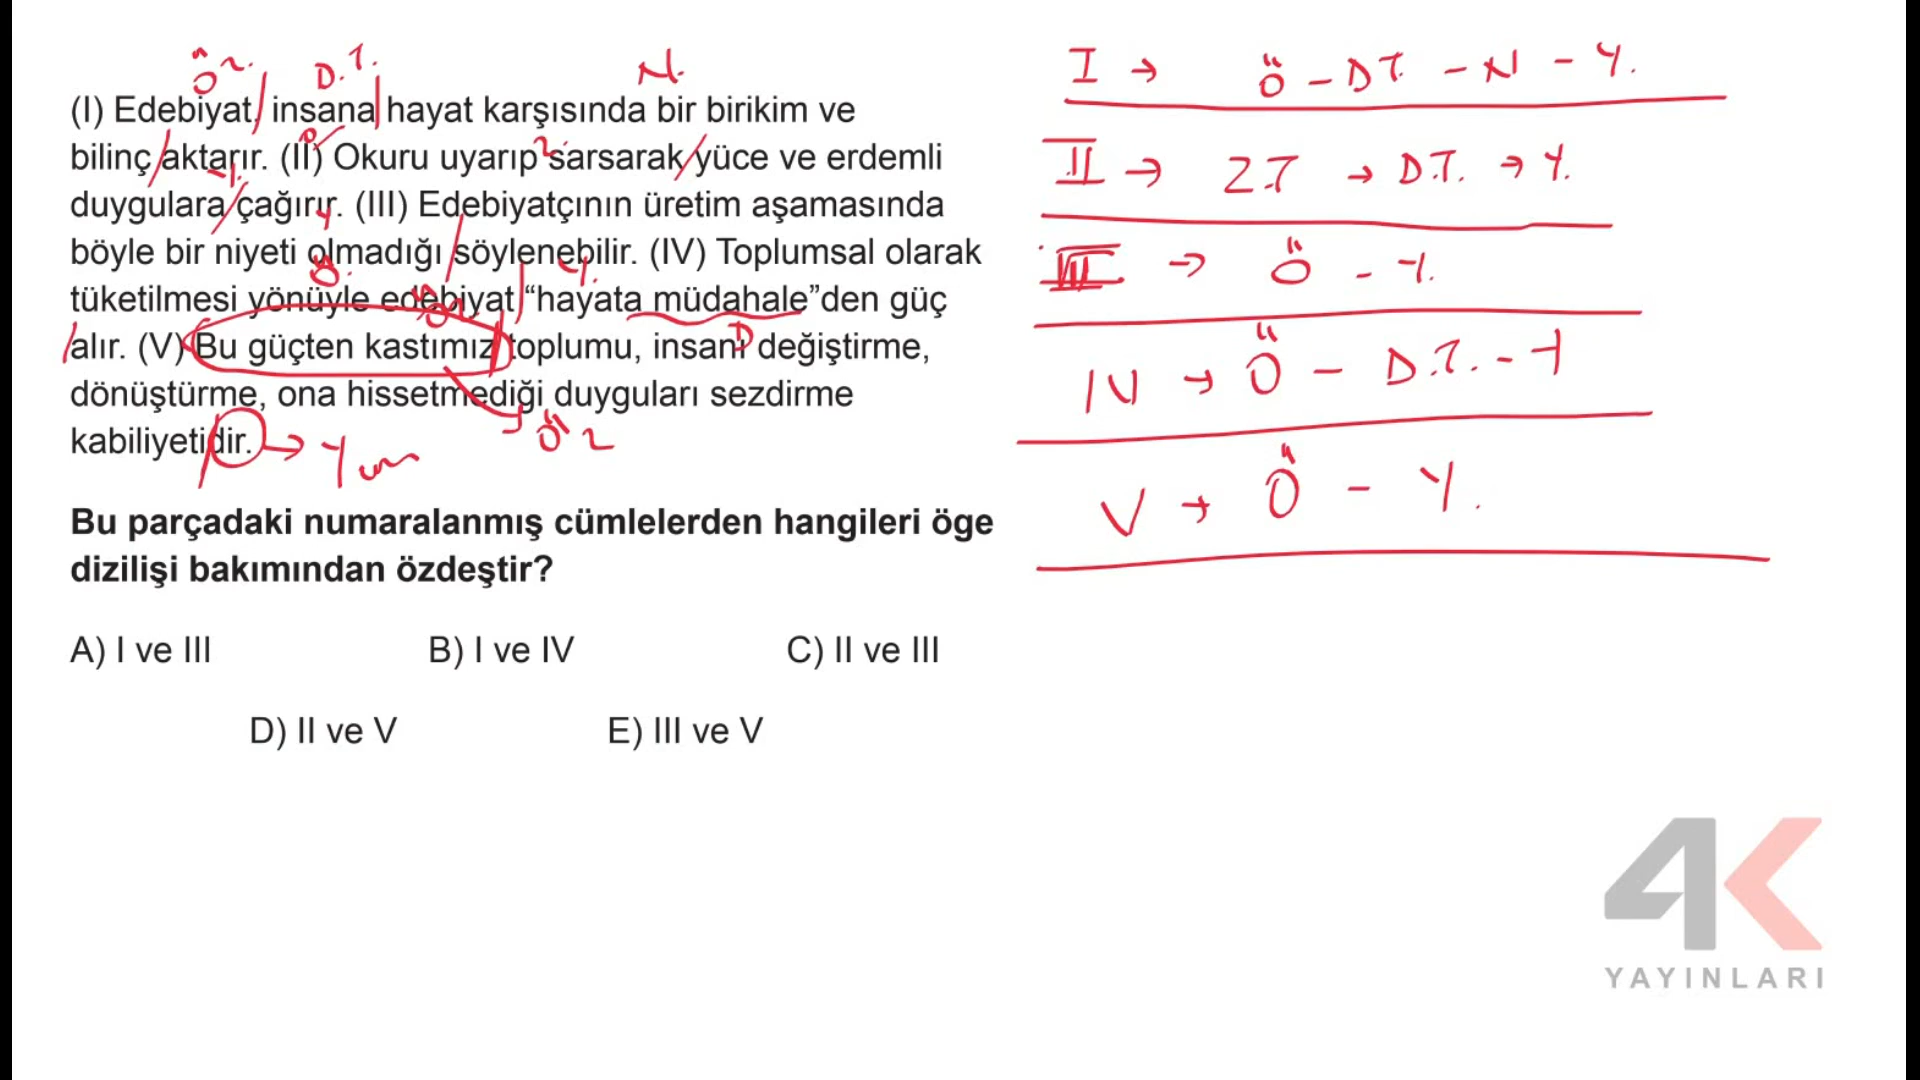 Ö z. D.T. N.
(I) Edebiyat, insana hayat karşısında bir birikim ve
bilinç aktarır. (II) Okuru uyarıp sarsarak yüce ve erdemli
duygulara çağırır. (III) Edebiyatçının üretim aşamasında
böyle bir niyeti olmadığı söylenebilir. (IV) Toplumsal olarak
tüketilmesi yönüyle edebiyat “hayata müdahale”den güç
alır. (V) Bu güçten kastımız toplumu, insanı değiştirme,
dönüştürme, ona hissetmediği duyguları sezdirme
kabiliyetidir.
Bu parçadaki numaralanmış cümlelerden hangileri öge
dizilişi bakımından özdeştir?
A) I ve III B) I ve IV C) II ve III
D) II ve V E) III ve V
I → Ö - DT. - N - Y.
II → Z.T → D.T. → Y.
III → Ö - Y.
IV → Ö - D.T. - Y
V → Ö - Y.
4K
YAYINLARI